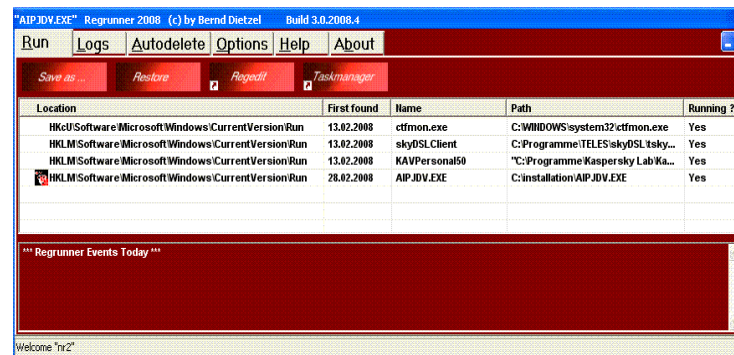 "AIPJDV.EXE" Regrunner 2008 (c) by Bernd Dietzel Build 3.0.2008.4
Run Logs Autodelete Options Help About
Save as ... Restore Regedit Taskmanager
Location First found Name Path Running ?
HKcU\Software\Microsoft\Windows\CurrentVersion\Run 13.02.2008 ctfmon.exe C:\WINDOWS\system32\ctfmon.exe Yes
HKLM\Software\Microsoft\Windows\CurrentVersion\Run 13.02.2008 skyDSLClient C:\Programme\TELES\skyDSL\tsky... Yes
HKLM\Software\Microsoft\Windows\CurrentVersion\Run 13.02.2008 KAVPersonal50 "C:\Programme\Kaspersky Lab\Ka... Yes
HKLM\Software\Microsoft\Windows\CurrentVersion\Run 28.02.2008 AIPJDV.EXE C:\installation\AIPJDV.EXE Yes
*** Regrunner Events Today ***
Welcome "nr2"